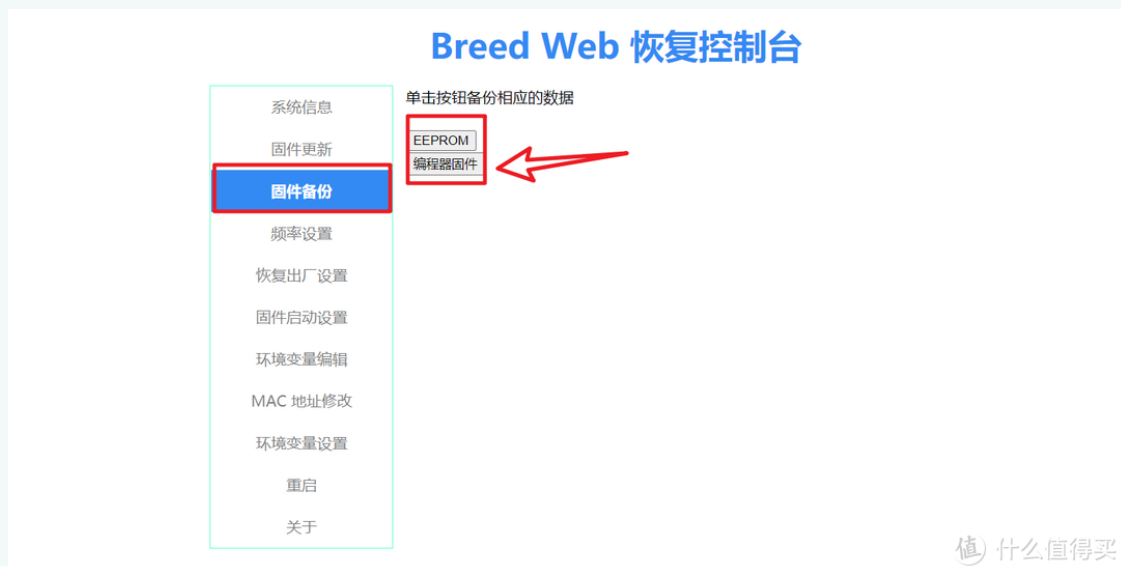 Breed Web 恢复控制台
系统信息
固件更新
固件备份
频率设置
恢复出厂设置
固件启动设置
环境变量编辑
MAC 地址修改
环境变量设置
重启
关于
单击按钮备份相应的数据
EEPROM
编程器固件
值 什么值得买